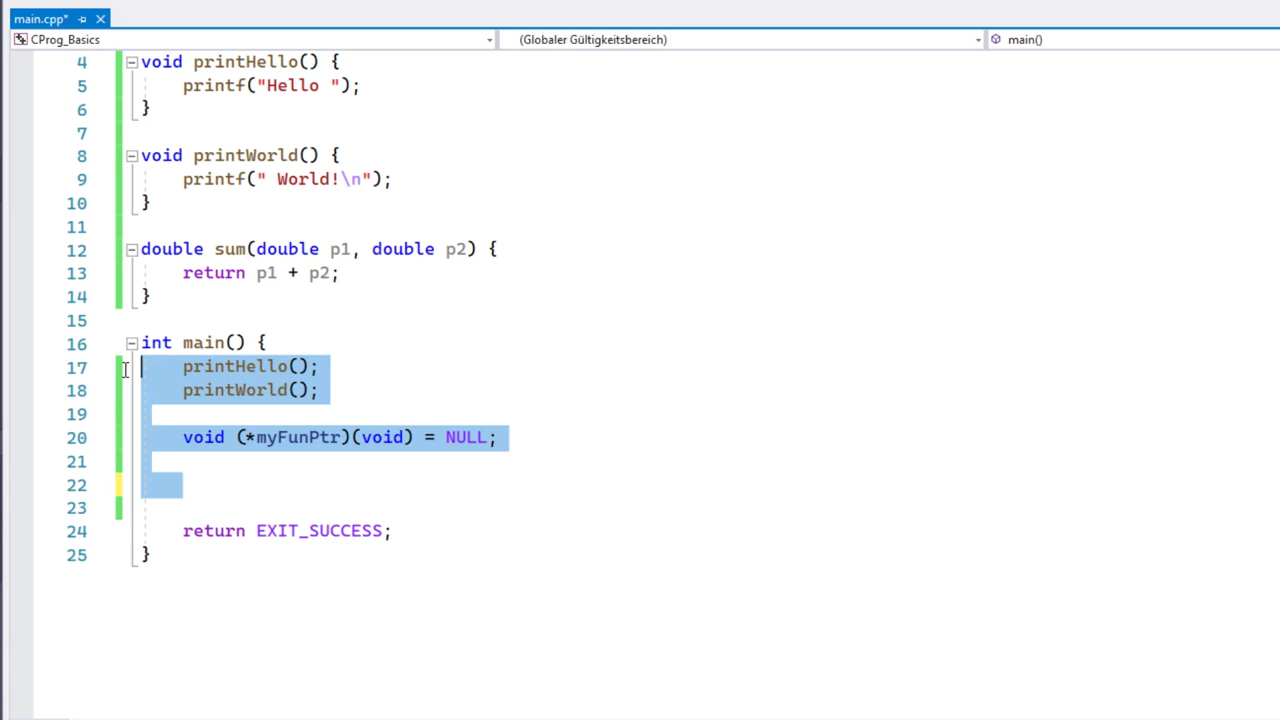 main.cpp*
CProg_Basics (Globaler Gültigkeitsbereich) main()
4 void printHello() {
5 printf("Hello ");
6 }
7
8 void printWorld() {
9 printf(" World!\n");
10 }
11
12 double sum(double p1, double p2) {
13 return p1 + p2;
14 }
15
16 int main() {
17 printHello();
18 printWorld();
19
20 void (*myFunPtr)(void) = NULL;
21
22
23
24 return EXIT_SUCCESS;
25 }